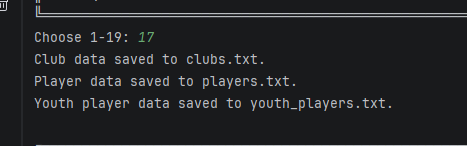 Choose 1-19: 17
Club data saved to clubs.txt.
Player data saved to players.txt.
Youth player data saved to youth_players.txt.